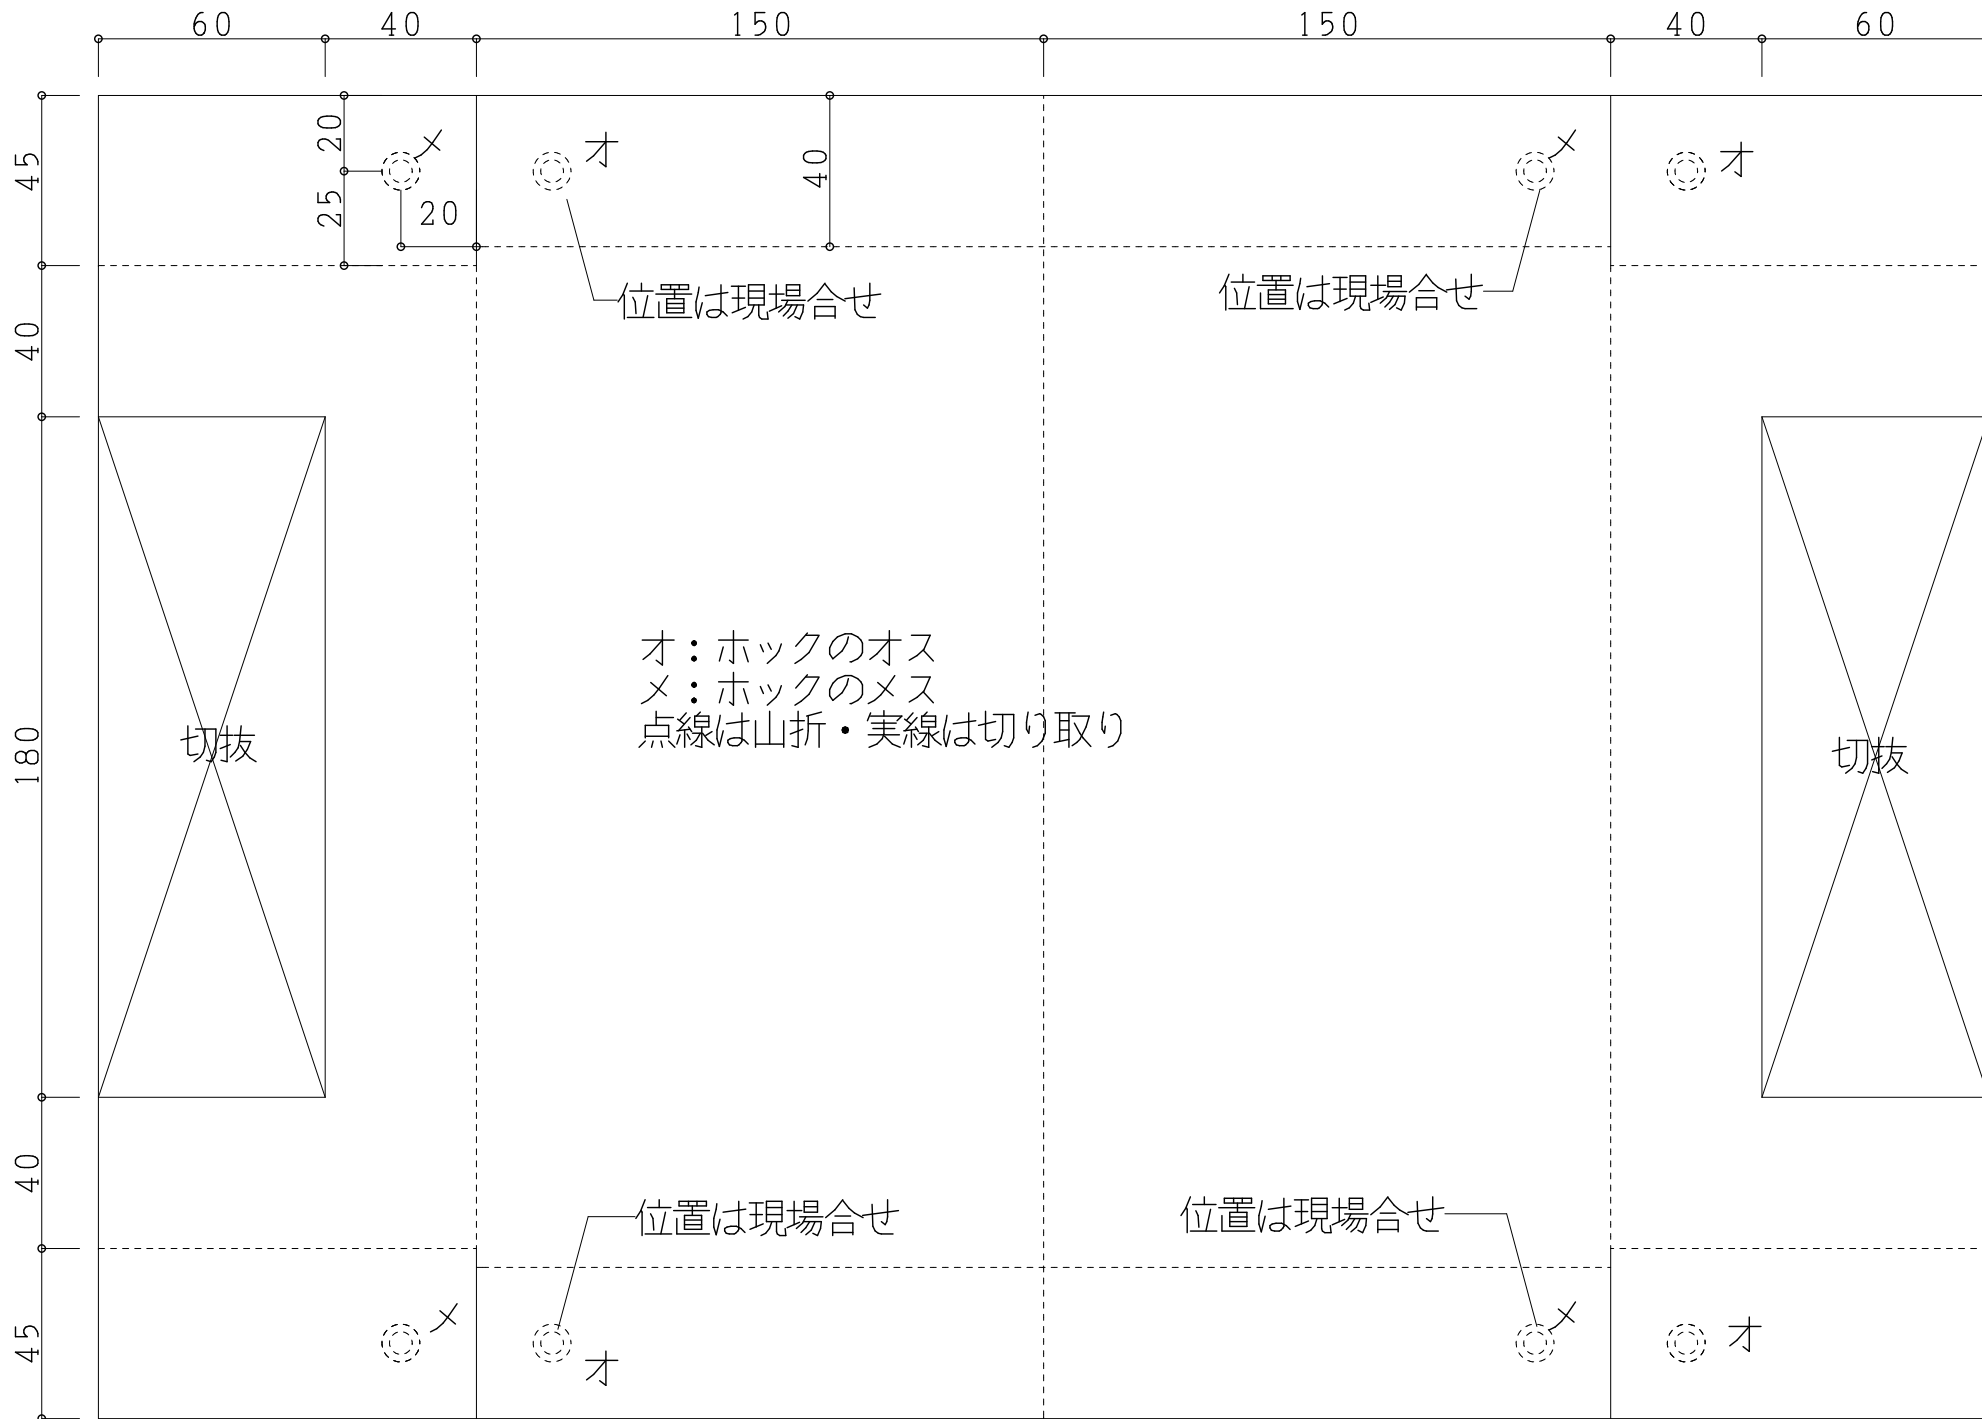 60 40 150 150 40 60
20
メ
オ
40
メ
オ
45
25
20
位置は現場合せ
位置は現場合せ
40
オ：ホックのオス
メ：ホックのメス
点線は山折・実線は切り取り
180
切抜
切抜
40
位置は現場合せ
位置は現場合せ
メ
オ
メ
オ
45